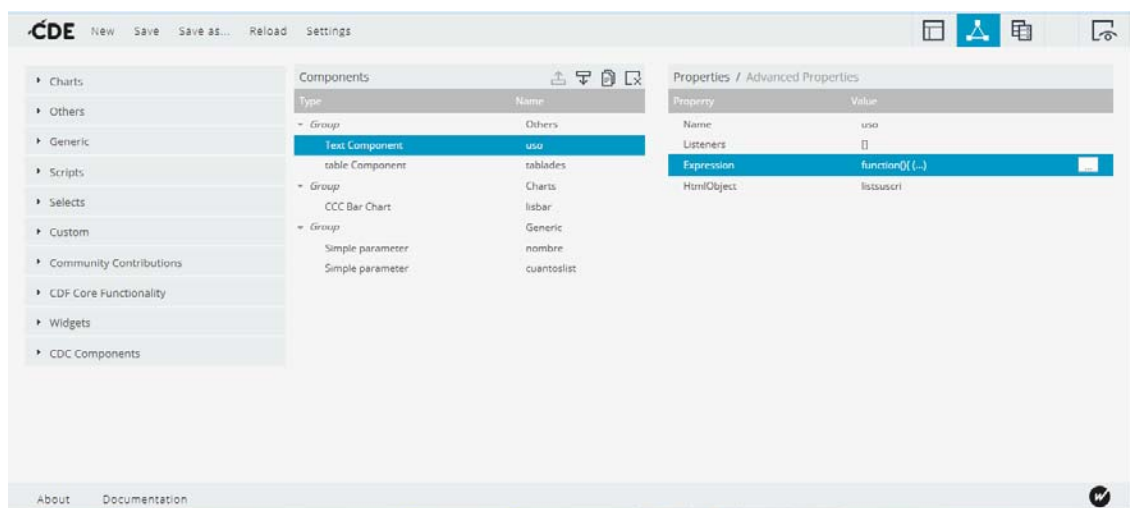 CDE New Save Save as... Reload Settings
Charts
Others
Generic
Scripts
Selects
Custom
Community Contributions
CDF Core Functionality
Widgets
CDC Components
Components
Type Name
Group Others
Text Component uso
table Component tablades
Group Charts
CCC Bar Chart lisbar
Group Generic
Simple parameter nombre
Simple parameter cuantoslist
Properties / Advanced Properties
Property Value
Name uso
Listeners []
Expression function(){ (...) ...
HtmlObject listsuscri
About Documentation